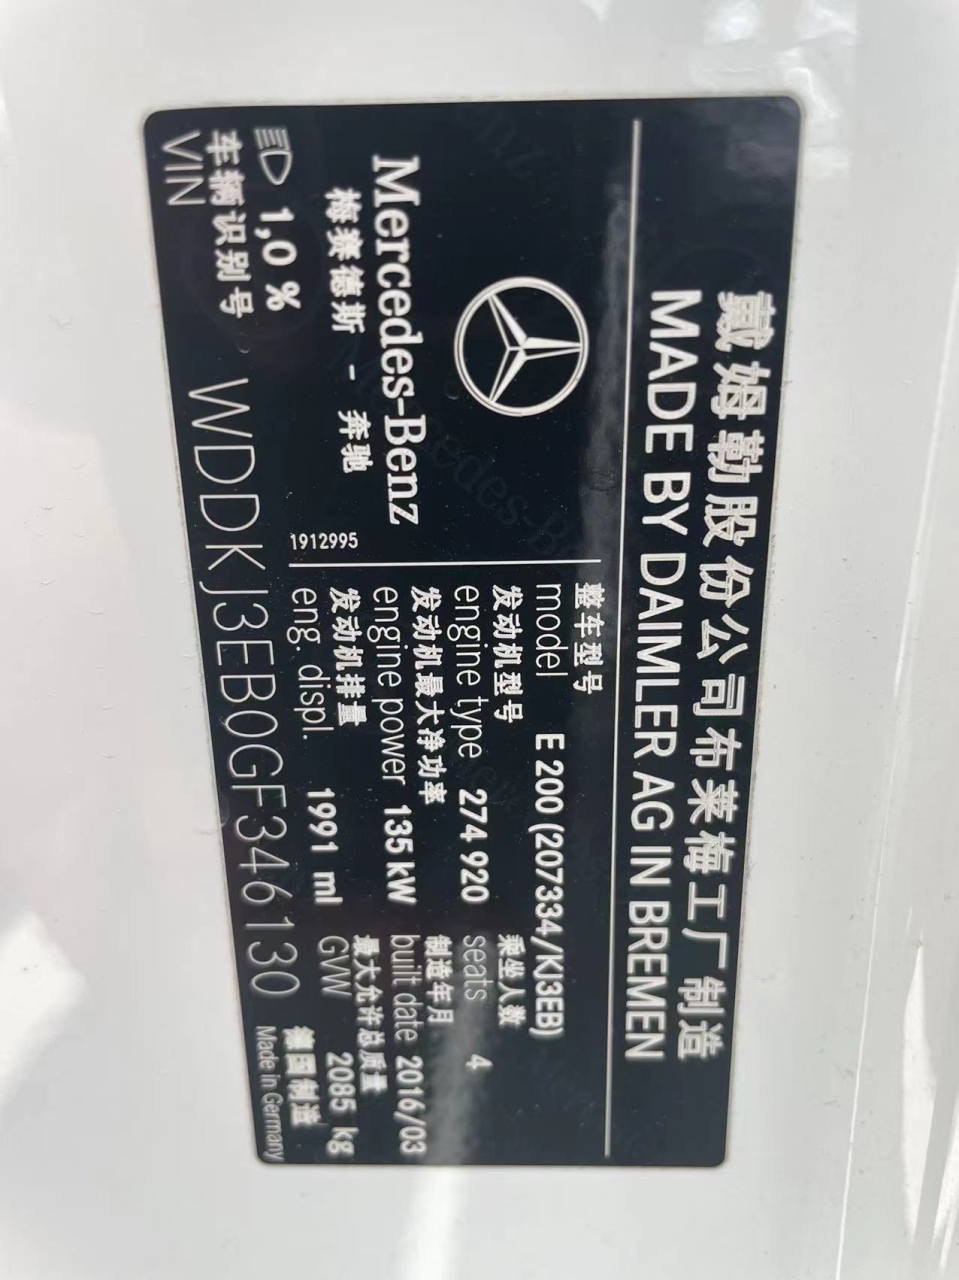 戴姆勒股份公司布莱梅工厂制造
MADE BY DAIMLER AG IN BREMEN
Mercedes-Benz
梅赛德斯 - 奔驰
1912995
1,0 %
整车型号
model E 200 (207334/KJ3EB)
发动机型号
engine type 274 920
乘坐人数
seats 4
发动机最大净功率
engine power 135 kW
制造年月
built date 2016/03
发动机排量
eng. displ. 1991 ml
最大允许总质量
GVW 2085 kg
车辆识别号
VIN WDDKJ3EB0GF346130
德国制造
Made in Germany